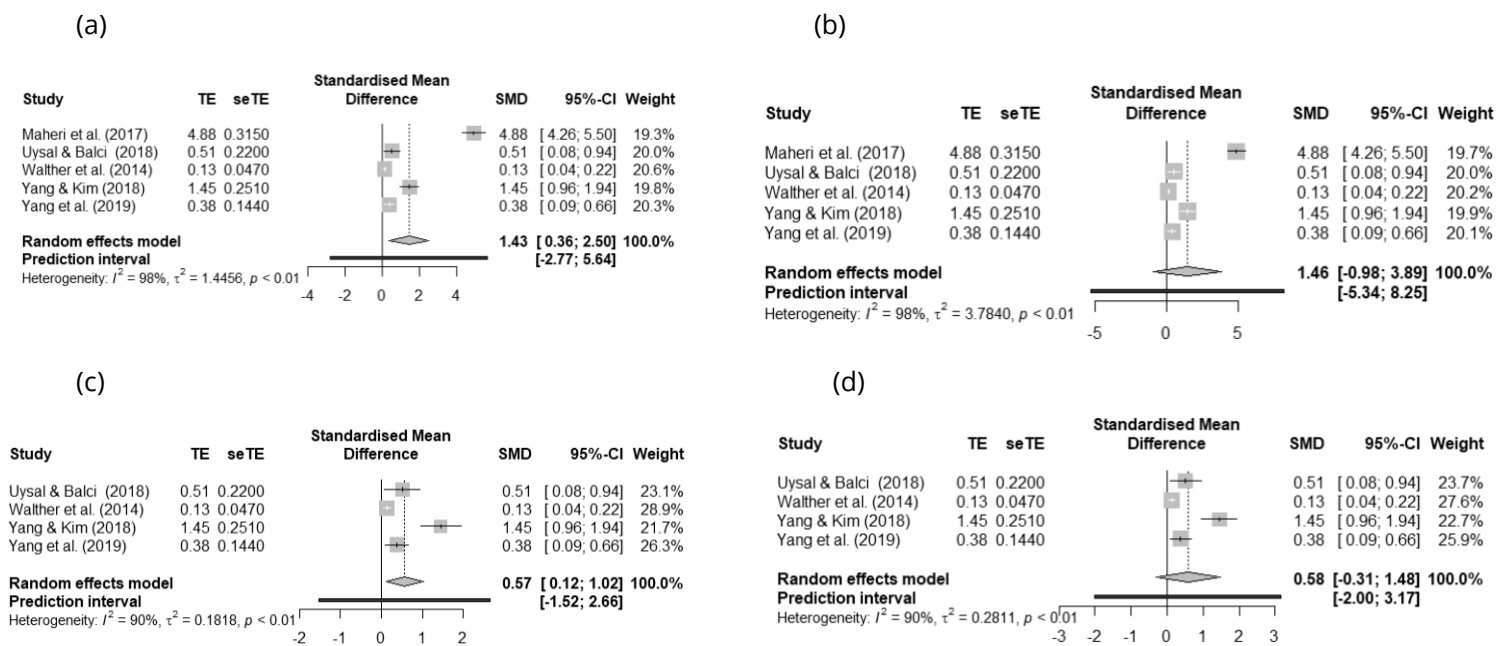 (a)
Standardised Mean
Study TE seTE Difference SMD 95%-CI Weight
Maheri et al. (2017) 4.88 0.3150 4.88 [ 4.26; 5.50] 19.3%
Uysal & Balci (2018) 0.51 0.2200 0.51 [ 0.08; 0.94] 20.0%
Walther et al. (2014) 0.13 0.0470 0.13 [ 0.04; 0.22] 20.6%
Yang & Kim (2018) 1.45 0.2510 1.45 [ 0.96; 1.94] 19.8%
Yang et al. (2019) 0.38 0.1440 0.38 [ 0.09; 0.66] 20.3%
Random effects model 1.43 [ 0.36; 2.50] 100.0%
Prediction interval [-2.77; 5.64]
Heterogeneity: I² = 98%, τ² = 1.4456, p < 0.01
-4 -2 0 2 4
(b)
Standardised Mean
Study TE seTE Difference SMD 95%-CI Weight
Maheri et al. (2017) 4.88 0.3150 4.88 [ 4.26; 5.50] 19.7%
Uysal & Balci (2018) 0.51 0.2200 0.51 [ 0.08; 0.94] 20.0%
Walther et al. (2014) 0.13 0.0470 0.13 [ 0.04; 0.22] 20.2%
Yang & Kim (2018) 1.45 0.2510 1.45 [ 0.96; 1.94] 19.9%
Yang et al. (2019) 0.38 0.1440 0.38 [ 0.09; 0.66] 20.1%
Random effects model 1.46 [-0.98; 3.89] 100.0%
Prediction interval [-5.34; 8.25]
Heterogeneity: I² = 98%, τ² = 3.7840, p < 0.01
-5 0 5
(c)
Standardised Mean
Study TE seTE Difference SMD 95%-CI Weight
Uysal & Balci (2018) 0.51 0.2200 0.51 [ 0.08; 0.94] 23.1%
Walther et al. (2014) 0.13 0.0470 0.13 [ 0.04; 0.22] 28.9%
Yang & Kim (2018) 1.45 0.2510 1.45 [ 0.96; 1.94] 21.7%
Yang et al. (2019) 0.38 0.1440 0.38 [ 0.09; 0.66] 26.3%
Random effects model 0.57 [ 0.12; 1.02] 100.0%
Prediction interval [-1.52; 2.66]
Heterogeneity: I² = 90%, τ² = 0.1818, p < 0.01
-2 -1 0 1 2
(d)
Standardised Mean
Study TE seTE Difference SMD 95%-CI Weight
Uysal & Balci (2018) 0.51 0.2200 0.51 [ 0.08; 0.94] 23.7%
Walther et al. (2014) 0.13 0.0470 0.13 [ 0.04; 0.22] 27.6%
Yang & Kim (2018) 1.45 0.2510 1.45 [ 0.96; 1.94] 22.7%
Yang et al. (2019) 0.38 0.1440 0.38 [ 0.09; 0.66] 25.9%
Random effects model 0.58 [-0.31; 1.48] 100.0%
Prediction interval [-2.00; 3.17]
Heterogeneity: I² = 90%, τ² = 0.2811, p < 0.01
-3 -2 -1 0 1 2 3